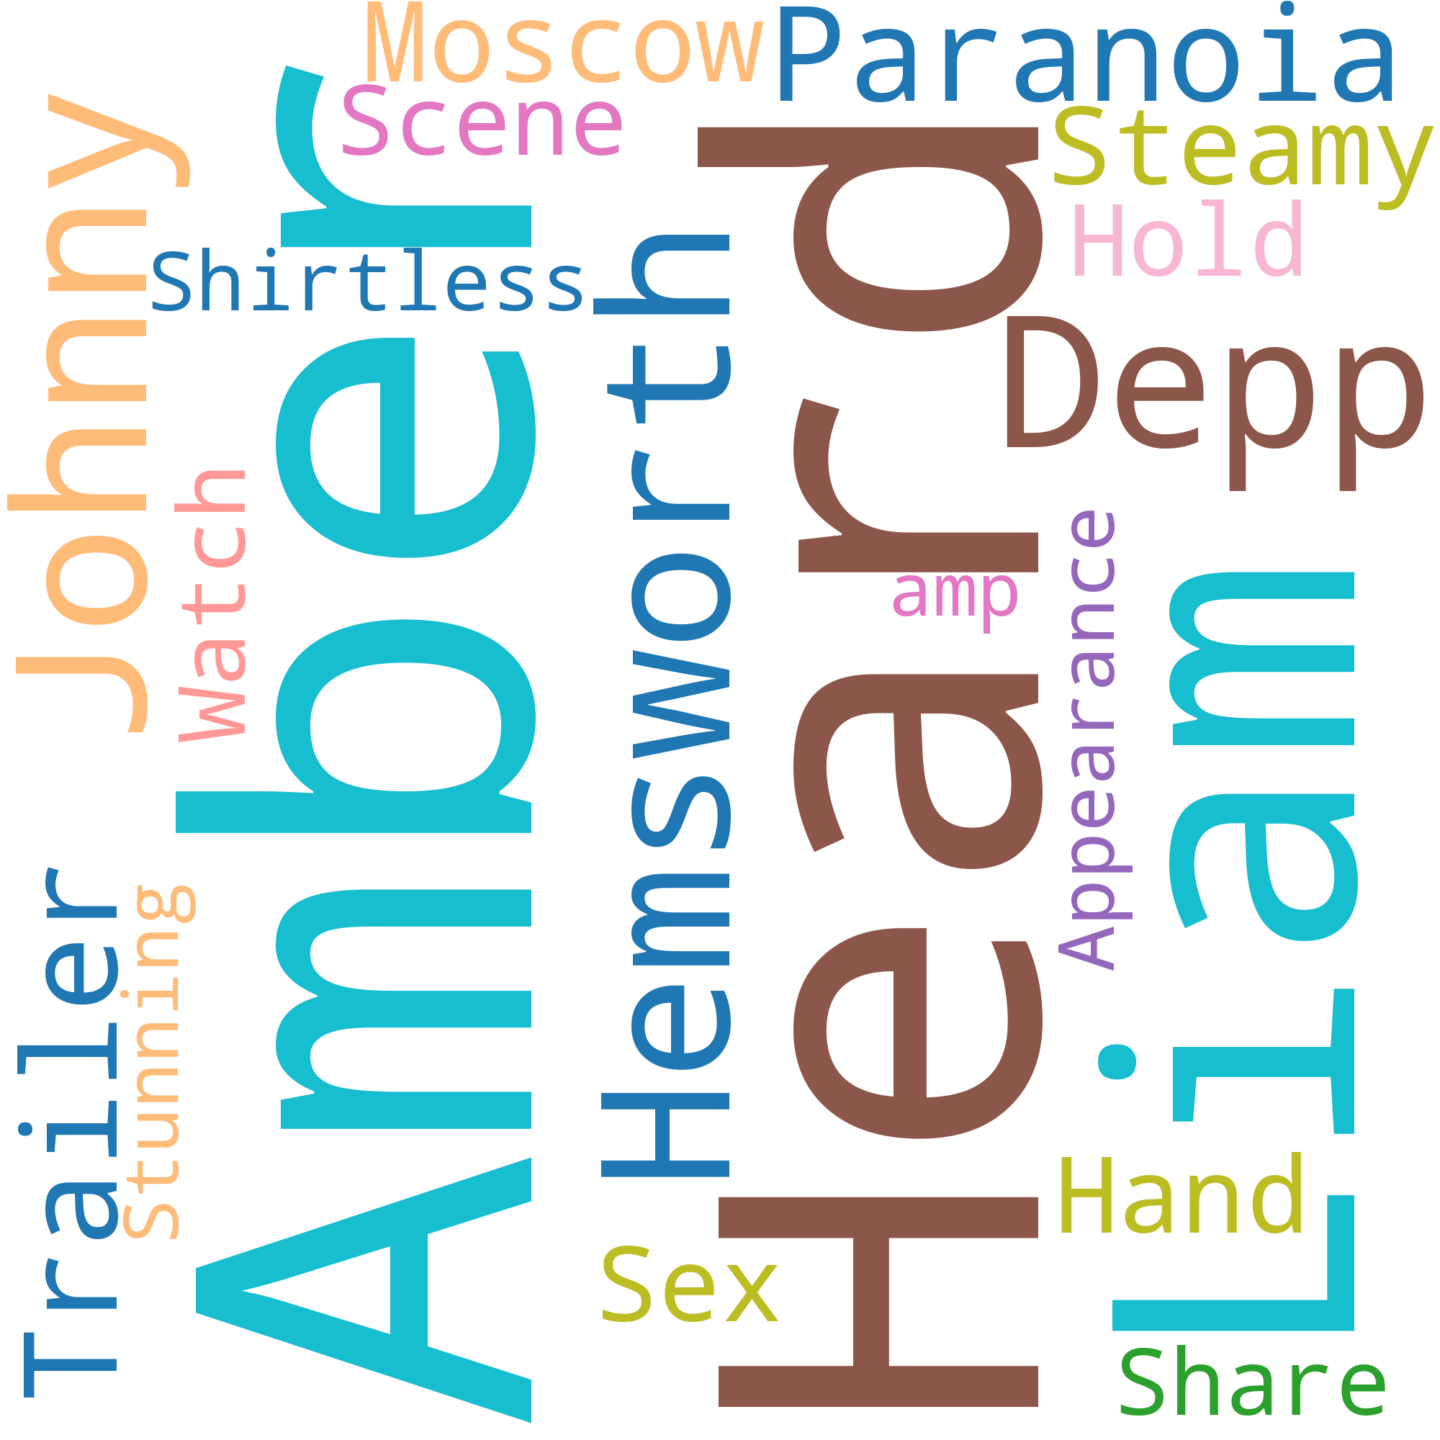 Moscow
Paranoia
Scene
Steamy
Johnny
Shirtless
Hold
Amber
Hemsworth
Heard
Depp
Watch
amp
Appearance
Liam
Trailer
Stunning
Hand
Sex
Share